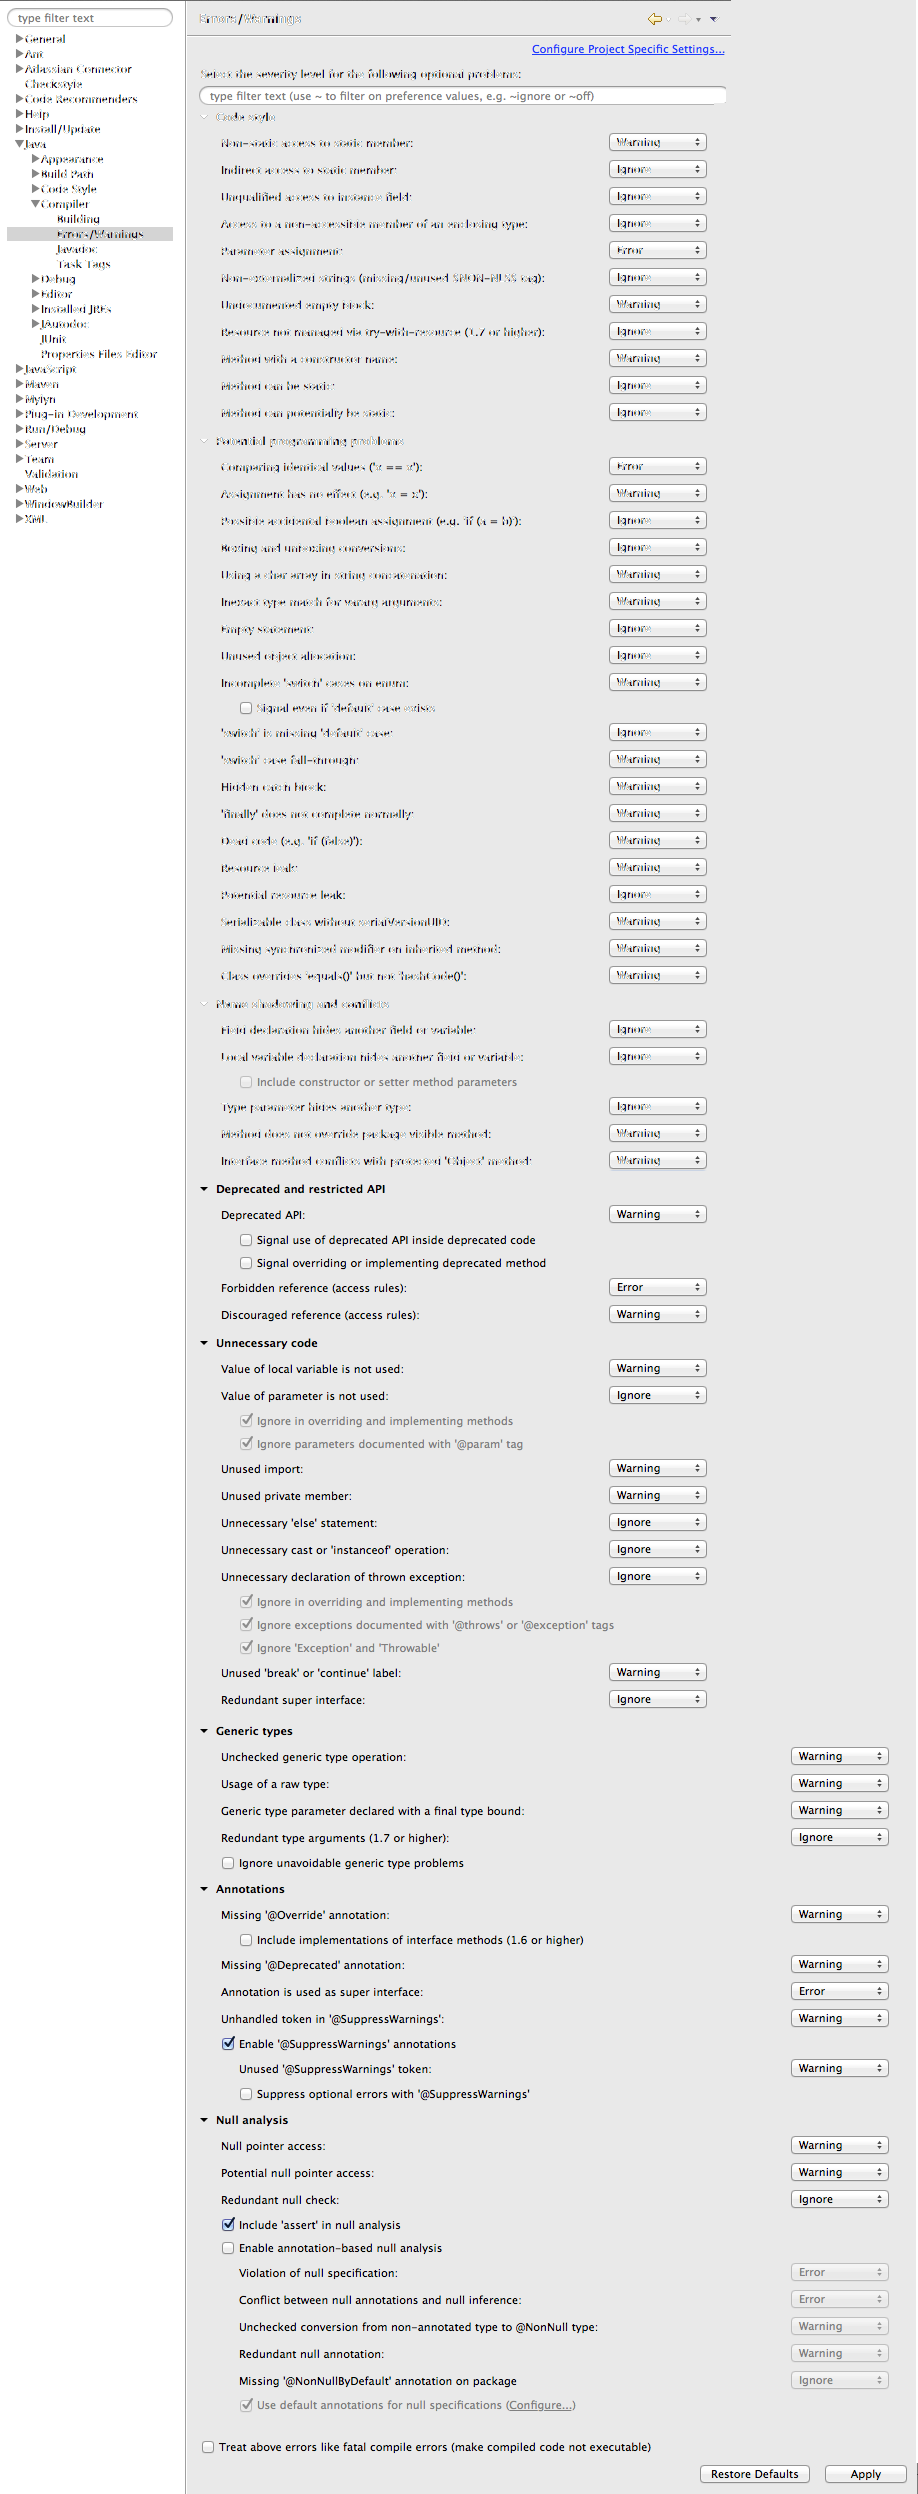 type filter text
General
Ant
Atlassian Connector
Checkstyle
Code Recommenders
Help
Install/Update
Java
Appearance
Build Path
Code Style
Compiler
Building
Errors/Warnings
Javadoc
Task Tags
Debug
Editor
Installed JREs
JAutodoc
JUnit
Properties Files Editor
JavaScript
Maven
Mylyn
Plug-in Development
Run/Debug
Server
Team
Validation
Web
WindowBuilder
XML
Errors/Warnings
Configure Project Specific Settings...
Select the severity level for the following optional problems:
type filter text (use ~ to filter on preference values, e.g. ~ignore or ~off)
Code style
Non-static access to static member: Warning
Indirect access to static member: Ignore
Unqualified access to instance field: Ignore
Access to a non-accessible member of an enclosing type: Ignore
Parameter assignment: Error
Non-externalized strings (missing/unused $NON-NLS$ tag): Ignore
Undocumented empty block: Warning
Resource not managed via try-with-resource (1.7 or higher): Ignore
Method with a constructor name: Warning
Method can be static: Ignore
Method can potentially be static: Ignore
Potential programming problems
Comparing identical values ('x == x'): Error
Assignment has no effect (e.g. 'x = x'): Warning
Possible accidental boolean assignment (e.g. 'if (a = b)'): Ignore
Boxing and unboxing conversions: Ignore
Using a char array in string concatenation: Warning
Inexact type match for vararg arguments: Warning
Empty statement: Ignore
Unused object allocation: Ignore
Incomplete 'switch' cases on enum: Warning
Signal even if 'default' case exists
'switch' is missing 'default' case: Ignore
'switch' case fall-through: Warning
Hidden catch block: Warning
'finally' does not complete normally: Warning
Dead code (e.g. 'if (false)'): Warning
Resource leak: Warning
Potential resource leak: Ignore
Serializable class without serialVersionUID: Warning
Missing synchronized modifier on inherited method: Warning
Class overrides 'equals()' but not 'hashCode()': Warning
Name shadowing and conflicts
Field declaration hides another field or variable: Ignore
Local variable declaration hides another field or variable: Ignore
Include constructor or setter method parameters
Type parameter hides another type: Ignore
Method does not override package visible method: Warning
Interface method conflicts with protected 'Object' method: Warning
Deprecated and restricted API
Deprecated API: Warning
Signal use of deprecated API inside deprecated code
Signal overriding or implementing deprecated method
Forbidden reference (access rules): Error
Discouraged reference (access rules): Warning
Unnecessary code
Value of local variable is not used: Warning
Value of parameter is not used: Ignore
Ignore in overriding and implementing methods
Ignore parameters documented with '@param' tag
Unused import: Warning
Unused private member: Warning
Unnecessary 'else' statement: Ignore
Unnecessary cast or 'instanceof' operation: Ignore
Unnecessary declaration of thrown exception: Ignore
Ignore in overriding and implementing methods
Ignore exceptions documented with '@throws' or '@exception' tags
Ignore 'Exception' and 'Throwable'
Unused 'break' or 'continue' label: Warning
Redundant super interface: Ignore
Generic types
Unchecked generic type operation: Warning
Usage of a raw type: Warning
Generic type parameter declared with a final type bound: Warning
Redundant type arguments (1.7 or higher): Ignore
Ignore unavoidable generic type problems
Annotations
Missing '@Override' annotation: Warning
Include implementations of interface methods (1.6 or higher)
Missing '@Deprecated' annotation: Warning
Annotation is used as super interface: Error
Unhandled token in '@SuppressWarnings': Warning
Enable '@SuppressWarnings' annotations
Unused '@SuppressWarnings' token: Warning
Suppress optional errors with '@SuppressWarnings'
Null analysis
Null pointer access: Warning
Potential null pointer access: Warning
Redundant null check: Ignore
Include 'assert' in null analysis
Enable annotation-based null analysis
Violation of null specification: Error
Conflict between null annotations and null inference: Error
Unchecked conversion from non-annotated type to @NonNull type: Warning
Redundant null annotation: Warning
Missing '@NonNullByDefault' annotation on package Ignore
Use default annotations for null specifications (Configure...)
Treat above errors like fatal compile errors (make compiled code not executable)
Restore Defaults Apply